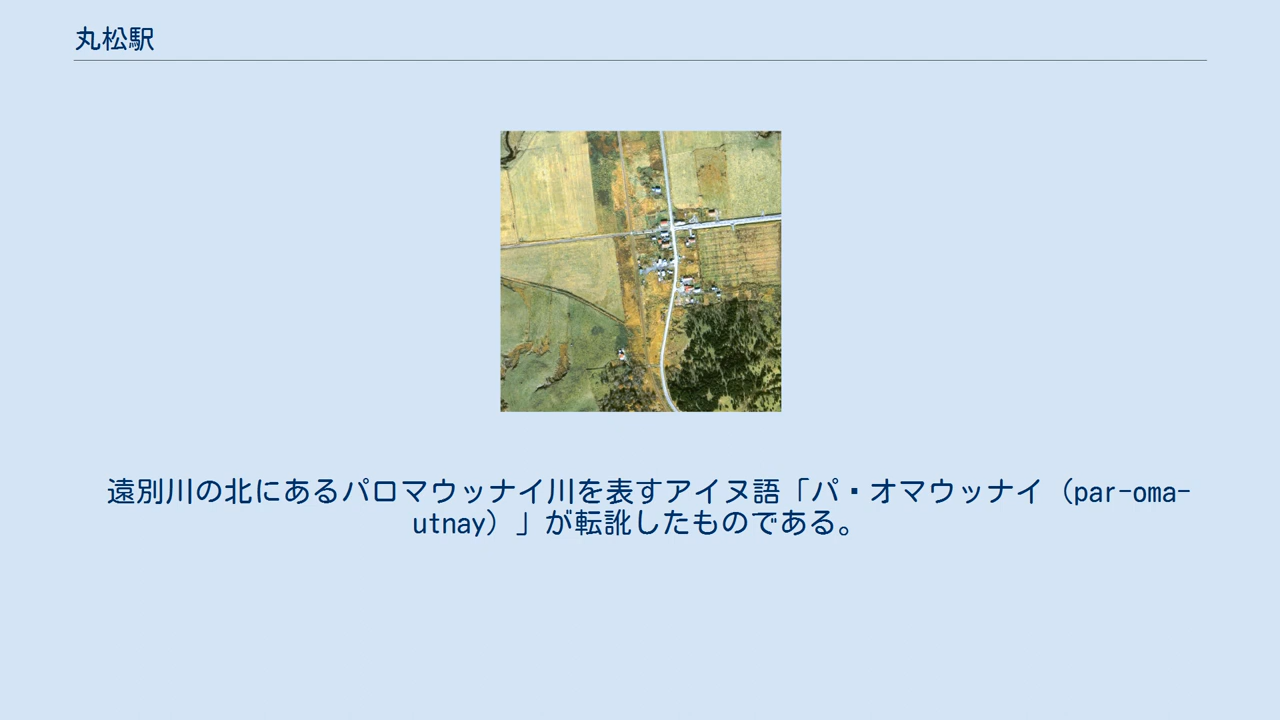 丸松駅
遠別川の北にあるパロマウッナイ川を表すアイヌ語「パ・オマウッナイ（par-oma-
utnay）」が転訛したものである。